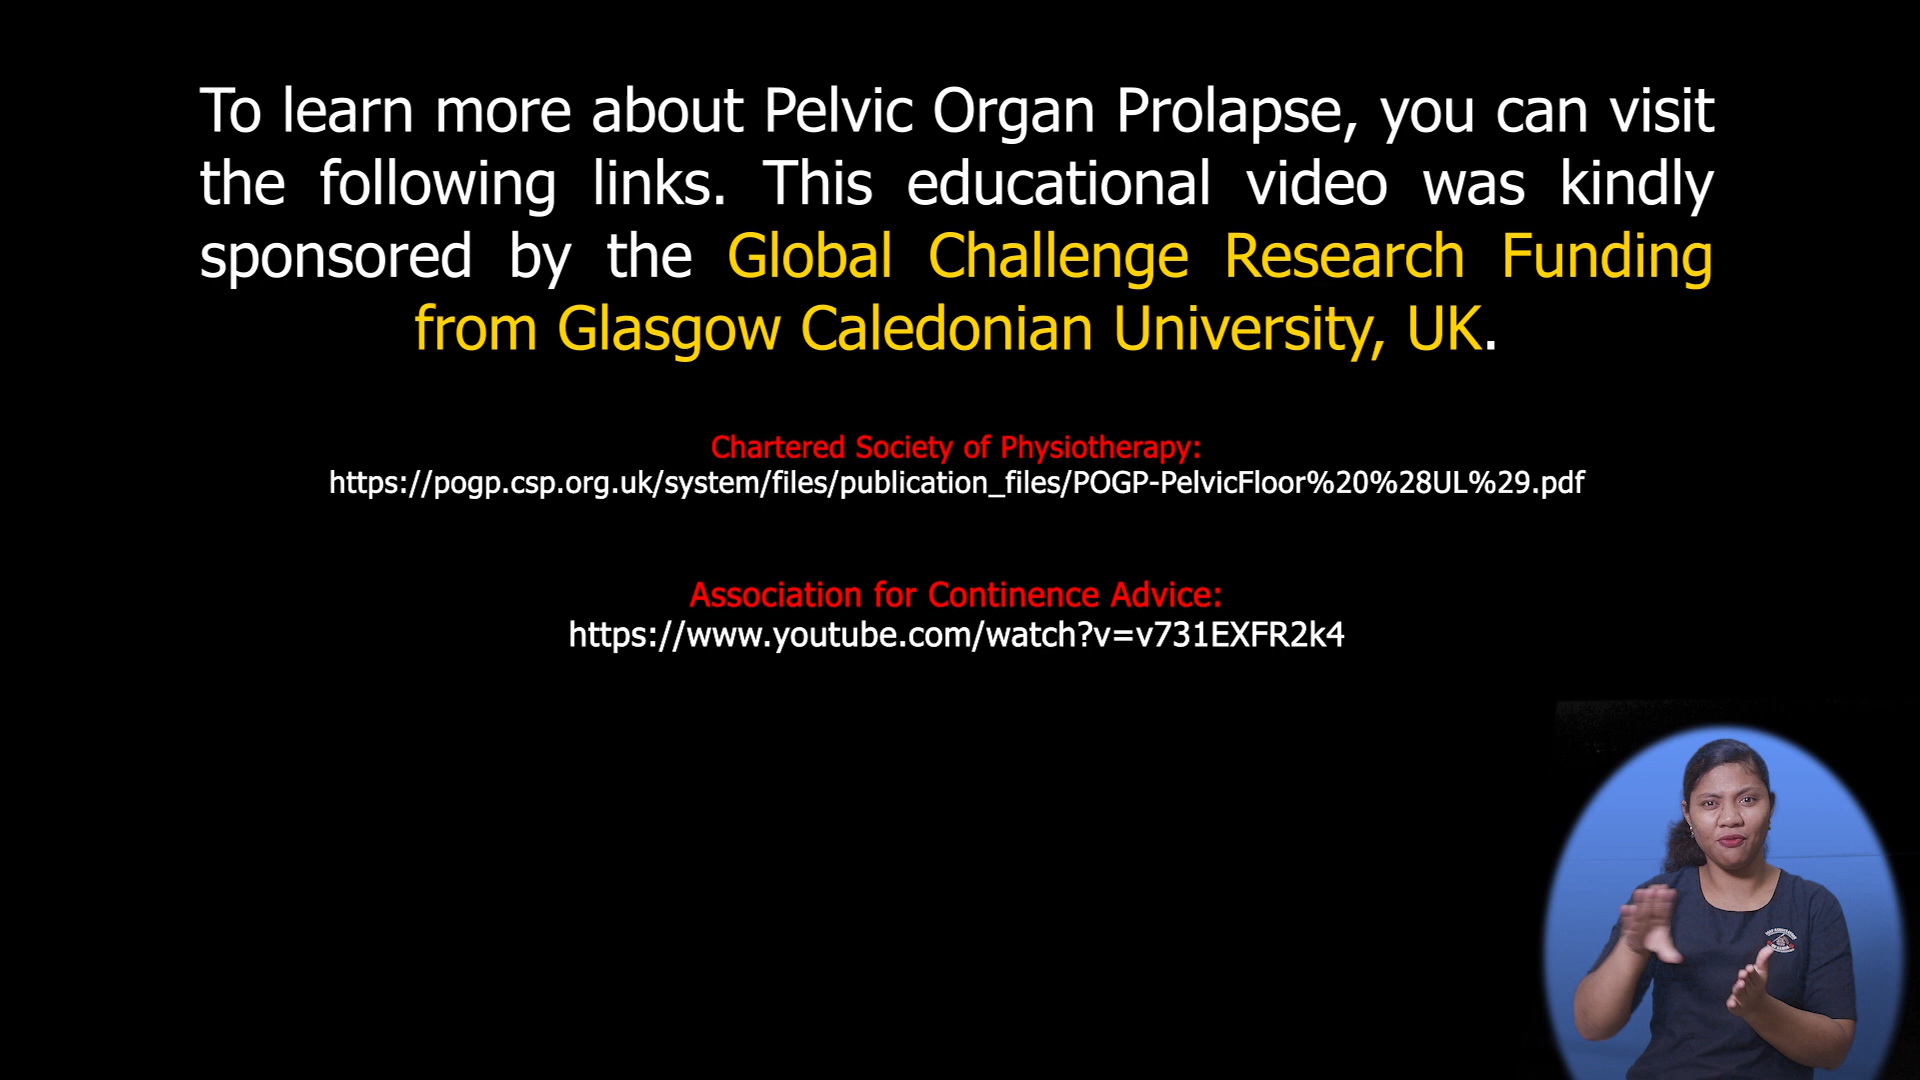 To learn more about Pelvic Organ Prolapse, you can visit
the following links. This educational video was kindly
sponsored by the Global Challenge Research Funding
from Glasgow Caledonian University, UK.
Chartered Society of Physiotherapy:
https://pogp.csp.org.uk/system/files/publication_files/POGP-PelvicFloor%20%28UL%29.pdf
Association for Continence Advice:
https://www.youtube.com/watch?v=v731EXFR2k4